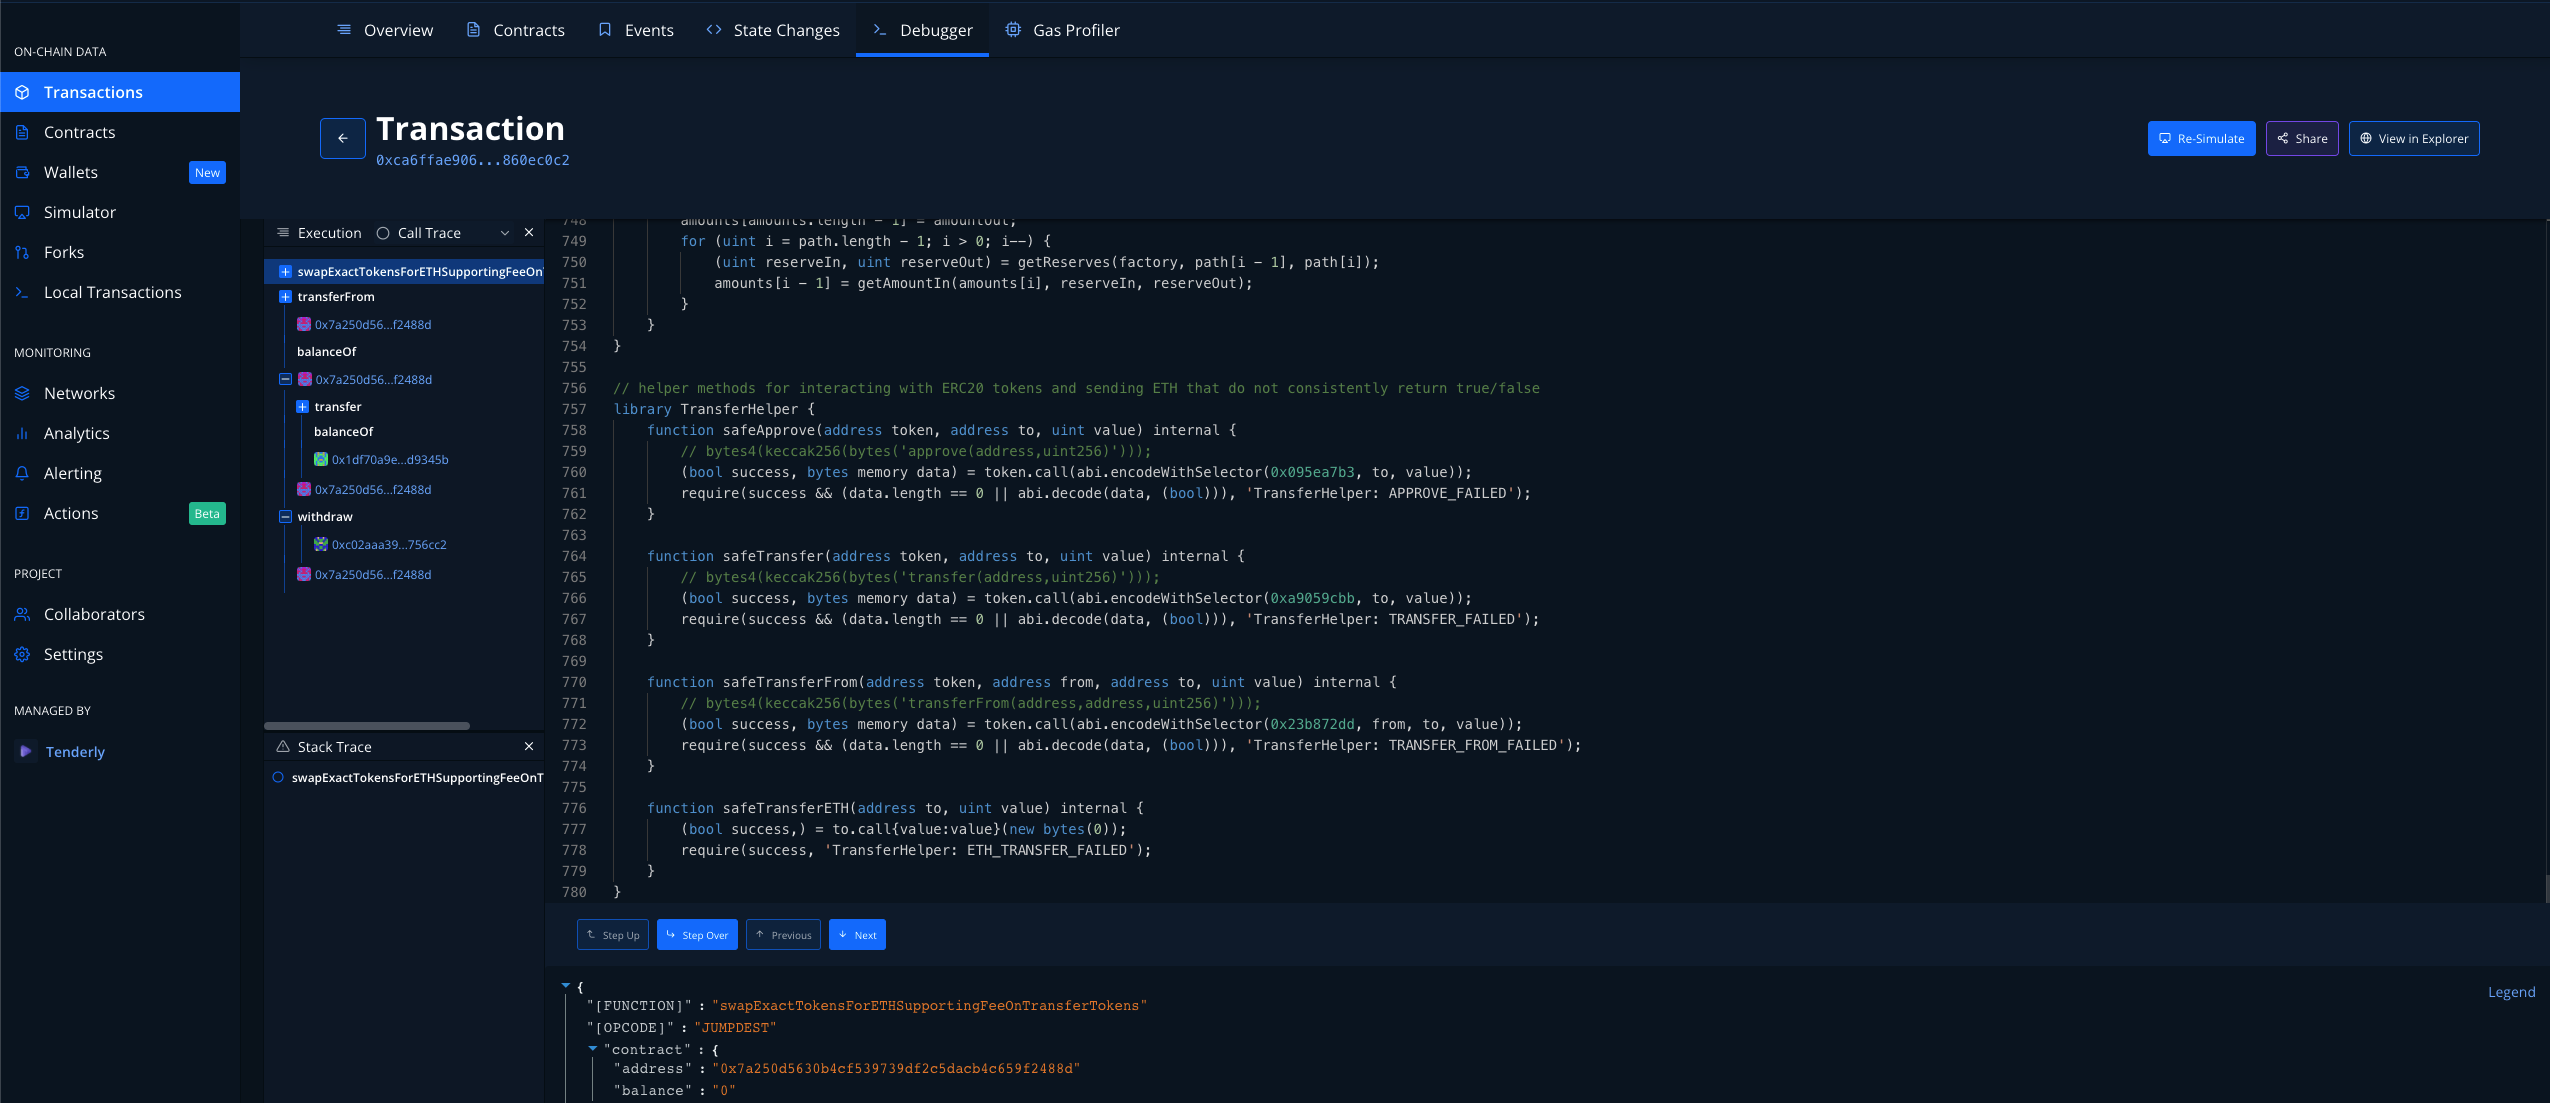 Overview
Contracts
Events
State Changes
Debugger
Gas Profiler
ON-CHAIN DATA
Transactions
Contracts
Wallets
New
Simulator
Forks
Local Transactions
MONITORING
Networks
Analytics
Alerting
Actions
Beta
PROJECT
Collaborators
Settings
MANAGED BY
Tenderly
Transaction
0xca6ffae906...860ec0c2
Re-Simulate
Share
View in Explorer
Execution
Call Trace
swapExactTokensForETHSupportingFeeOnT
transferFrom
0x7a250d56...f2488d
balanceOf
0x7a250d56...f2488d
transfer
balanceOf
0x1df70a9e...d9345b
0x7a250d56...f2488d
withdraw
0xc02aaa39...756cc2
0x7a250d56...f2488d
Stack Trace
swapExactTokensForETHSupportingFeeOnT
748 amounts[amounts.length - 1] = amountOut;
749 for (uint i = path.length - 1; i > 0; i--) {
750 (uint reserveIn, uint reserveOut) = getReserves(factory, path[i - 1], path[i]);
751 amounts[i - 1] = getAmountIn(amounts[i], reserveIn, reserveOut);
752 }
753 }
754 }
755
756 // helper methods for interacting with ERC20 tokens and sending ETH that do not consistently return true/false
757 library TransferHelper {
758 function safeApprove(address token, address to, uint value) internal {
759 // bytes4(keccak256(bytes('approve(address,uint256)')));
760 (bool success, bytes memory data) = token.call(abi.encodeWithSelector(0x095ea7b3, to, value));
761 require(success && (data.length == 0 || abi.decode(data, (bool))), 'TransferHelper: APPROVE_FAILED');
762 }
763
764 function safeTransfer(address token, address to, uint value) internal {
765 // bytes4(keccak256(bytes('transfer(address,uint256)')));
766 (bool success, bytes memory data) = token.call(abi.encodeWithSelector(0xa9059cbb, to, value));
767 require(success && (data.length == 0 || abi.decode(data, (bool))), 'TransferHelper: TRANSFER_FAILED');
768 }
769
770 function safeTransferFrom(address token, address from, address to, uint value) internal {
771 // bytes4(keccak256(bytes('transferFrom(address,address,uint256)')));
772 (bool success, bytes memory data) = token.call(abi.encodeWithSelector(0x23b872dd, from, to, value));
773 require(success && (data.length == 0 || abi.decode(data, (bool))), 'TransferHelper: TRANSFER_FROM_FAILED');
774 }
775
776 function safeTransferETH(address to, uint value) internal {
777 (bool success,) = to.call{value:value}(new bytes(0));
778 require(success, 'TransferHelper: ETH_TRANSFER_FAILED');
779 }
780 }
Step Up
Step Over
Previous
Next
Legend
{
"[FUNCTION]" : "swapExactTokensForETHSupportingFeeOnTransferTokens"
"[OPCODE]" : "JUMPDEST"
"contract" : {
"address" : "0x7a250d5630b4cf539739df2c5dacb4c659f2488d"
"balance" : "0"